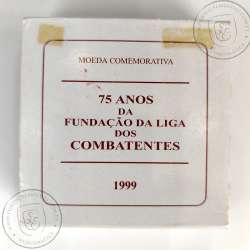 MOEDA COMEMORATIVA
75 ANOS
DA
FUNDAÇÃO DA LIGA
DOS
COMBATENTES
1999